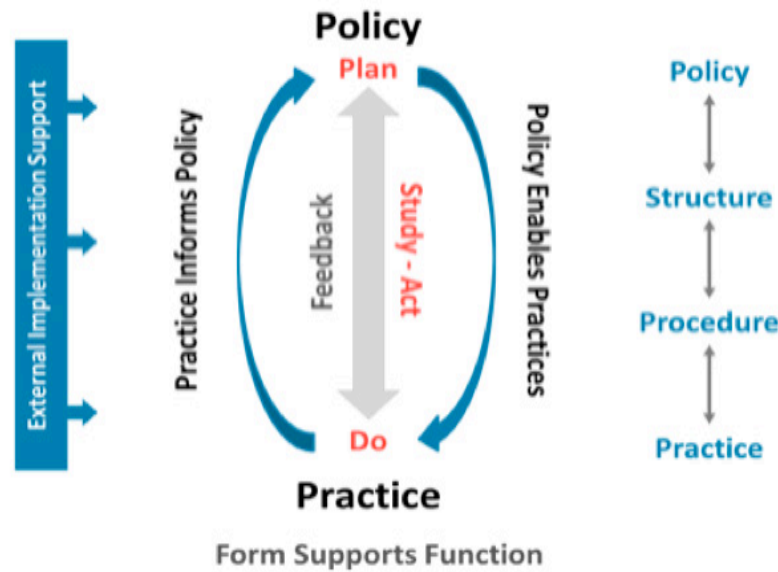 Policy
Plan
External Implementation Support
Practice Informs Policy
Feedback
Study - Act
Policy Enables Practices
Do
Practice
Form Supports Function
Policy
Structure
Procedure
Practice